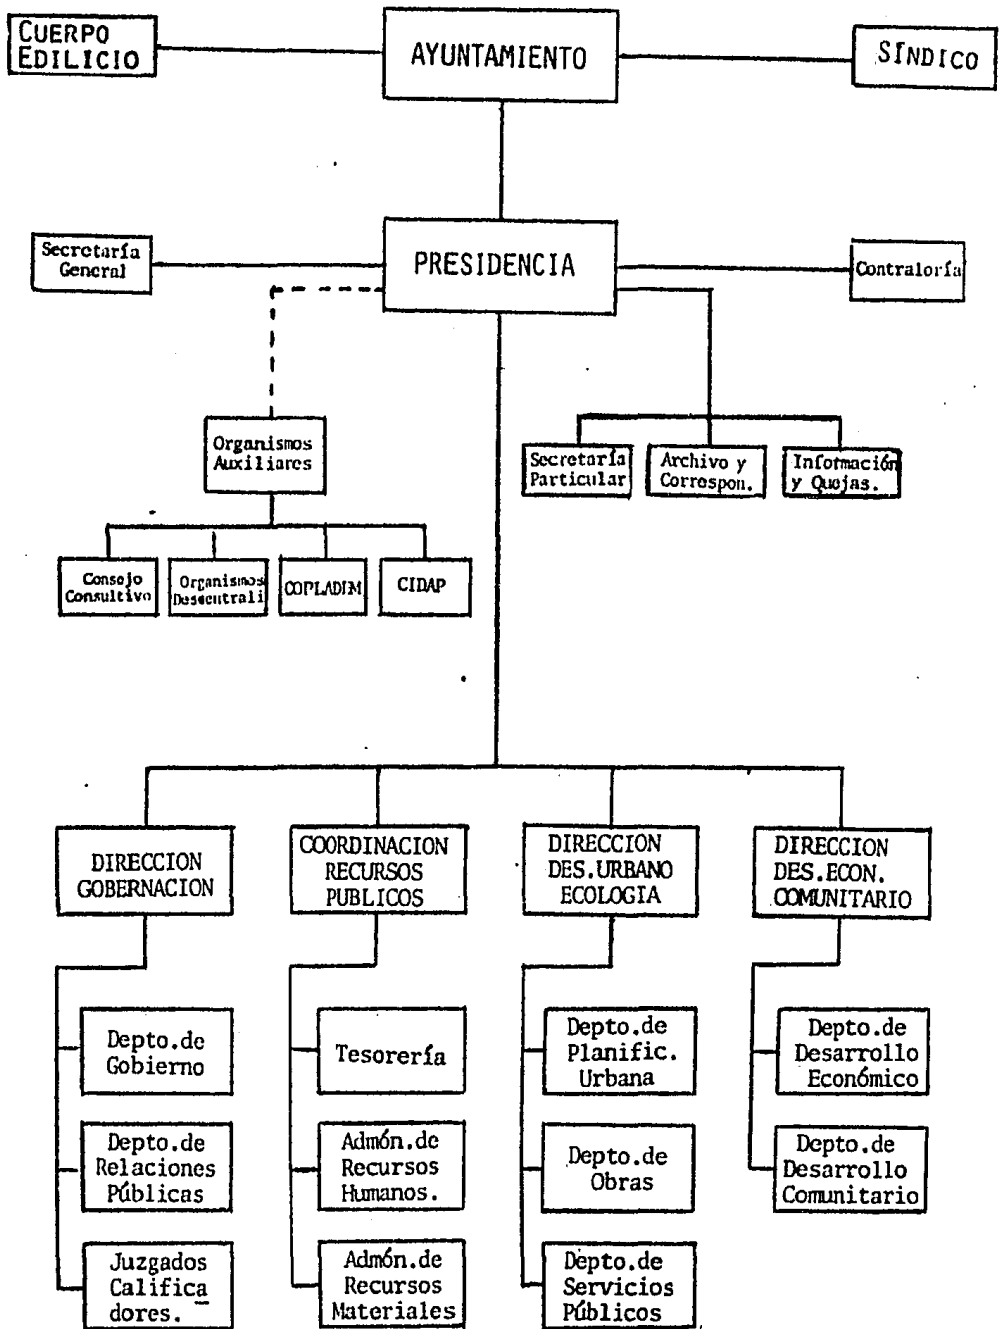 CUERPO
EDILICIO
AYUNTAMIENTO
SÍNDICO
Secretaría
General
PRESIDENCIA
Contraloría
Organismos
Auxiliares
Secretaría
Particular
Archivo y
Correspon.
Información
y Quejas.
Consejo
Consultivo
Organismos
Descentrali
COPLADIM
CIDAP
DIRECCION
GOBERNACION
COORDINACION
RECURSOS
PUBLICOS
DIRECCION
DES.URBANO
ECOLOGIA
DIRECCION
DES.ECON.
COMUNITARIO
Depto.de
Gobierno
Tesorería
Depto.de
Planific.
Urbana
Depto.de
Desarrollo
Económico
Depto.de
Relaciones
Públicas
Admón.de
Recursos
Humanos.
Depto.de
Obras
Depto.de
Desarrollo
Comunitario
Juzgados
Califica
dores.
Admón.de
Recursos
Materiales
Depto.de
Servicios
Públicos